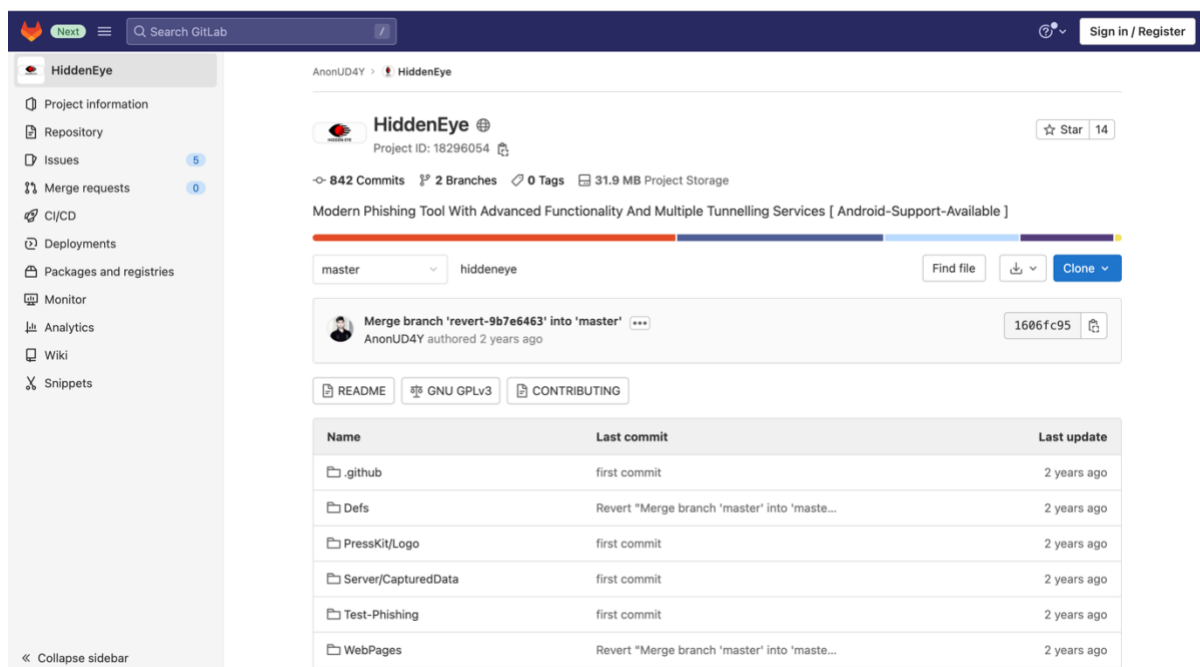 Next Search GitLab / Sign in / Register
HiddenEye
Project information
Repository
Issues 5
Merge requests 0
CI/CD
Deployments
Packages and registries
Monitor
Analytics
Wiki
Snippets
« Collapse sidebar
AnonUD4Y > HiddenEye
HIDDEN EYE
HiddenEye
Project ID: 18296054
Star 14
842 Commits 2 Branches 0 Tags 31.9 MB Project Storage
Modern Phishing Tool With Advanced Functionality And Multiple Tunnelling Services [ Android-Support-Available ]
master hiddeneye Find file Clone
Merge branch 'revert-9b7e6463' into 'master' •••
AnonUD4Y authored 2 years ago
1606fc95
README GNU GPLv3 CONTRIBUTING
Name Last commit Last update
.github first commit 2 years ago
Defs Revert "Merge branch 'master' into 'maste... 2 years ago
PressKit/Logo first commit 2 years ago
Server/CapturedData first commit 2 years ago
Test-Phishing first commit 2 years ago
WebPages Revert "Merge branch 'master' into 'maste... 2 years ago